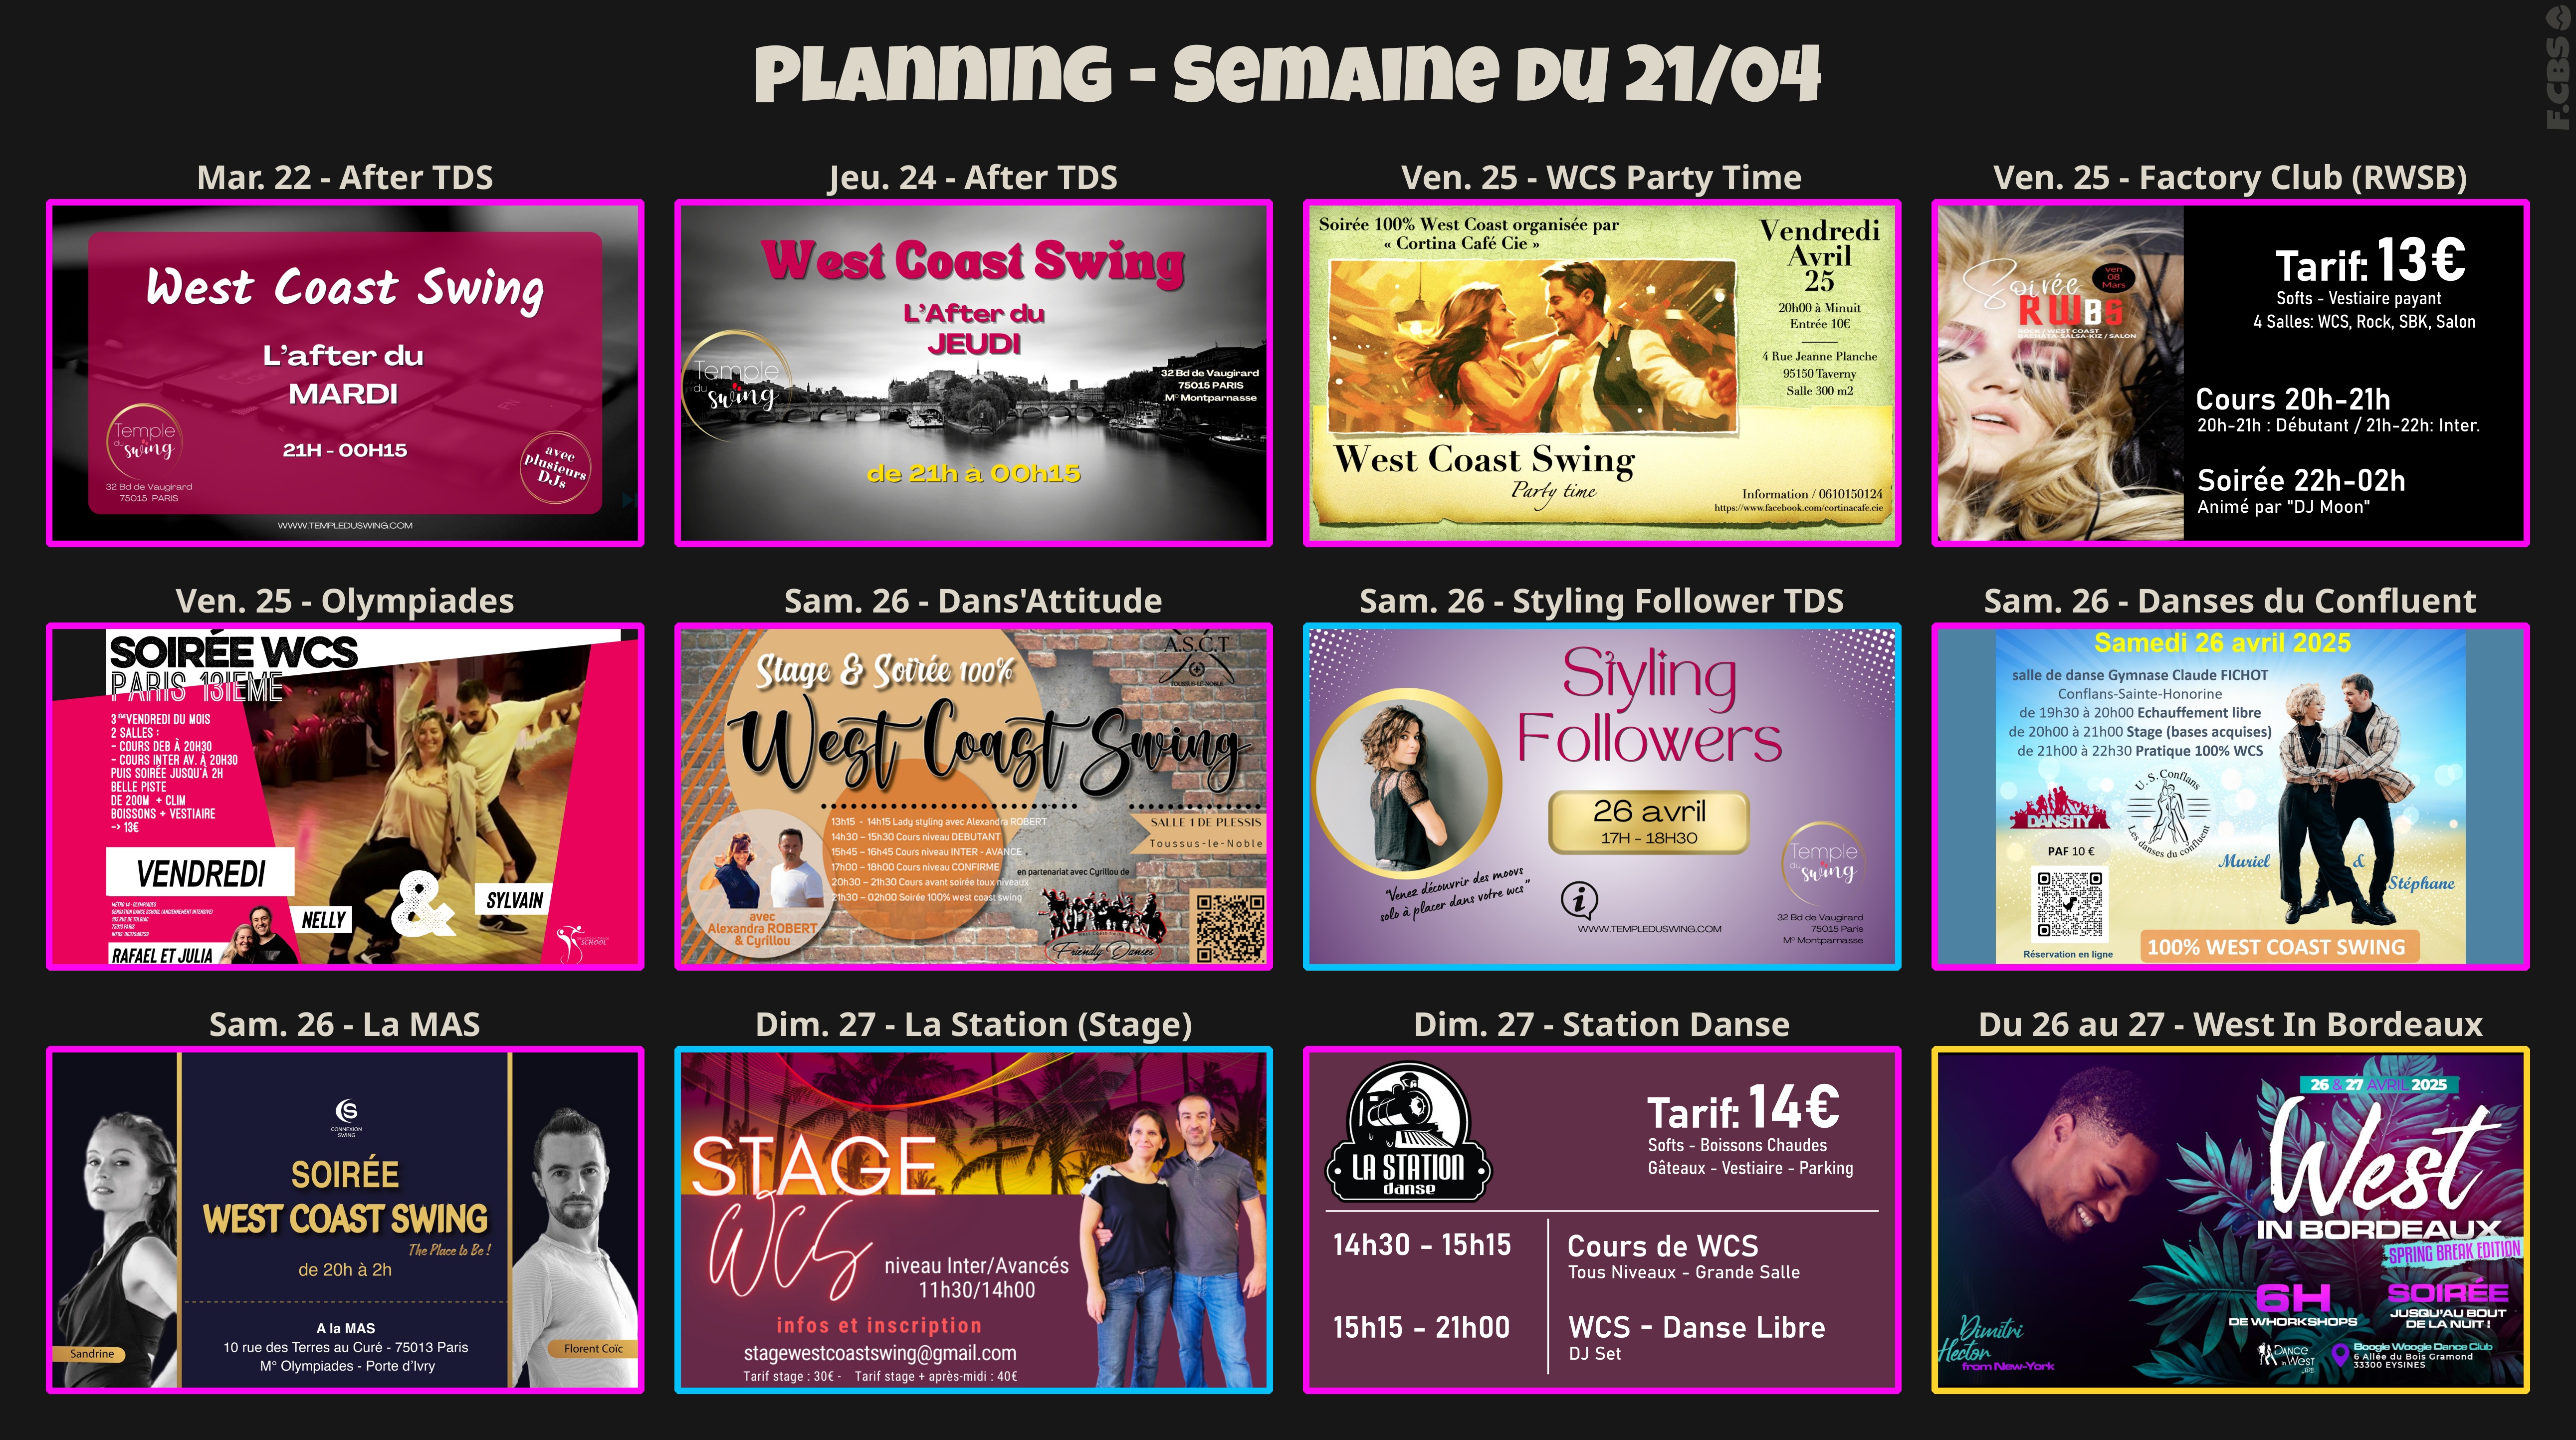 F.CBS
PLANNING - SEMAINE DU 21/04
Mar. 22 - After TDS
West Coast Swing
L'after du
MARDI
21H - 00H15
Temple
du
swing
32 Bd de Vaugirard
75015 PARIS
avec
plusieurs
DJs
WWW.TEMPLEDUSWING.COM
Jeu. 24 - After TDS
West Coast Swing
L'After du
JEUDI
Temple
du
swing
32 Bd de Vaugirard
75015 PARIS
M° Montparnasse
de 21h à 00h15
Ven. 25 - WCS Party Time
Soirée 100% West Coast organisée par
« Cortina Café Cie »
Vendredi
Avril
25
20h00 à Minuit
Entrée 10€
4 Rue Jeanne Planche
95150 Taverny
Salle 300 m2
West Coast Swing
Party time
Information / 0610150124
https://www.facebook.com/cortinacafe.cie
Ven. 25 - Factory Club (RWSB)
Soirée
ven
08
Mars
RWBS
ROCK / WEST COAST
BACHATA-SALSA-KIZ / SALON
Tarif: 13€
Softs - Vestiaire payant
4 Salles: WCS, Rock, SBK, Salon
Cours 20h-21h
20h-21h : Débutant / 21h-22h: Inter.
Soirée 22h-02h
Animé par "DJ Moon"
Ven. 25 - Olympiades
SOIRÉE WCS
PARIS 13IEME
3ÈME VENDREDI DU MOIS
2 SALLES :
- COURS DEB À 20H30
- COURS INTER AV. À 20H30
PUIS SOIRÉE JUSQU'À 2H
BELLE PISTE
DE 200M + CLIM
BOISSONS + VESTIAIRE
-> 13€
VENDREDI
MÉTRO 14 - OLYMPIADES
SENSATION DANCE SCHOOL (ANCIENNEMENT INTENSIVE)
103 RUE DE TOLBIAC
75013 PARIS
NELLY
&
SYLVAIN
RAFAEL ET JULIA
SCHOOL
Sam. 26 - Dans'Attitude
A.S.C.T
TOUSSUS-LE-NOBLE
Stage & Soirée 100%
West Coast Swing
13h15 - 14h15 Lady styling avec Alexandra ROBERT
14h30 – 15h30 Cours niveau DEBUTANT
15h45 – 16h45 Cours niveau INTER - AVANCE
17h00 – 18h00 Cours niveau CONFIRME
20h30 – 21h30 Cours avant soirée toux niveaux
21h30 – 02h00 Soirée 100% west coast swing
SALLE 1 DE PLESSIS
Toussus-le-Noble
en partenariat avec Cyrillou de
avec
Alexandra ROBERT
& Cyrillou
West Coast Swing
Friendly Danses
Sam. 26 - Styling Follower TDS
Styling
Followers
26 avril
17H - 18H30
"Venez découvrir des moovs
solo à placer dans votre wcs"
i
WWW.TEMPLEDUSWING.COM
Temple
du
swing
32 Bd de Vaugirard
75015 Paris
M° Montparnasse
Sam. 26 - Danses du Confluent
Samedi 26 avril 2025
salle de danse Gymnase Claude FICHOT
Conflans-Sainte-Honorine
de 19h30 à 20h00 Echauffement libre
de 20h00 à 21h00 Stage (bases acquises)
de 21h00 à 22h30 Pratique 100% WCS
DANSITY
U.S. Conflans
Les danses du confluent
PAF 10 €
Muriel
&
Stéphane
Réservation en ligne
100% WEST COAST SWING
Sam. 26 - La MAS
CS
CONNEXION
SWING
SOIRÉE
WEST COAST SWING
The Place to Be !
de 20h à 2h
A la MAS
10 rue des Terres au Curé - 75013 Paris
M° Olympiades - Porte d'Ivry
Sandrine
Florent Coïc
Dim. 27 - La Station (Stage)
STAGE
WCS
niveau Inter/Avancés
11h30/14h00
infos et inscription
stagewestcoastswing@gmail.com
Tarif stage : 30€ - Tarif stage + après-midi : 40€
Dim. 27 - Station Danse
LA STATION
danse
Tarif: 14€
Softs - Boissons Chaudes
Gâteaux - Vestiaire - Parking
14h30 - 15h15
Cours de WCS
Tous Niveaux - Grande Salle
15h15 - 21h00
WCS - Danse Libre
DJ Set
Du 26 au 27 - West In Bordeaux
26 & 27 AVRIL 2025
West
IN BORDEAUX
SPRING BREAK EDITION
6H
DE WHORKSHOPS
SOIRÉE
JUSQU'AU BOUT
DE LA NUIT !
Dimitri
Hector
from New-York
DANCE
in WEST
Boogie Woogie Dance Club
6 Allée du Bois Gramond
33300 EYSINES